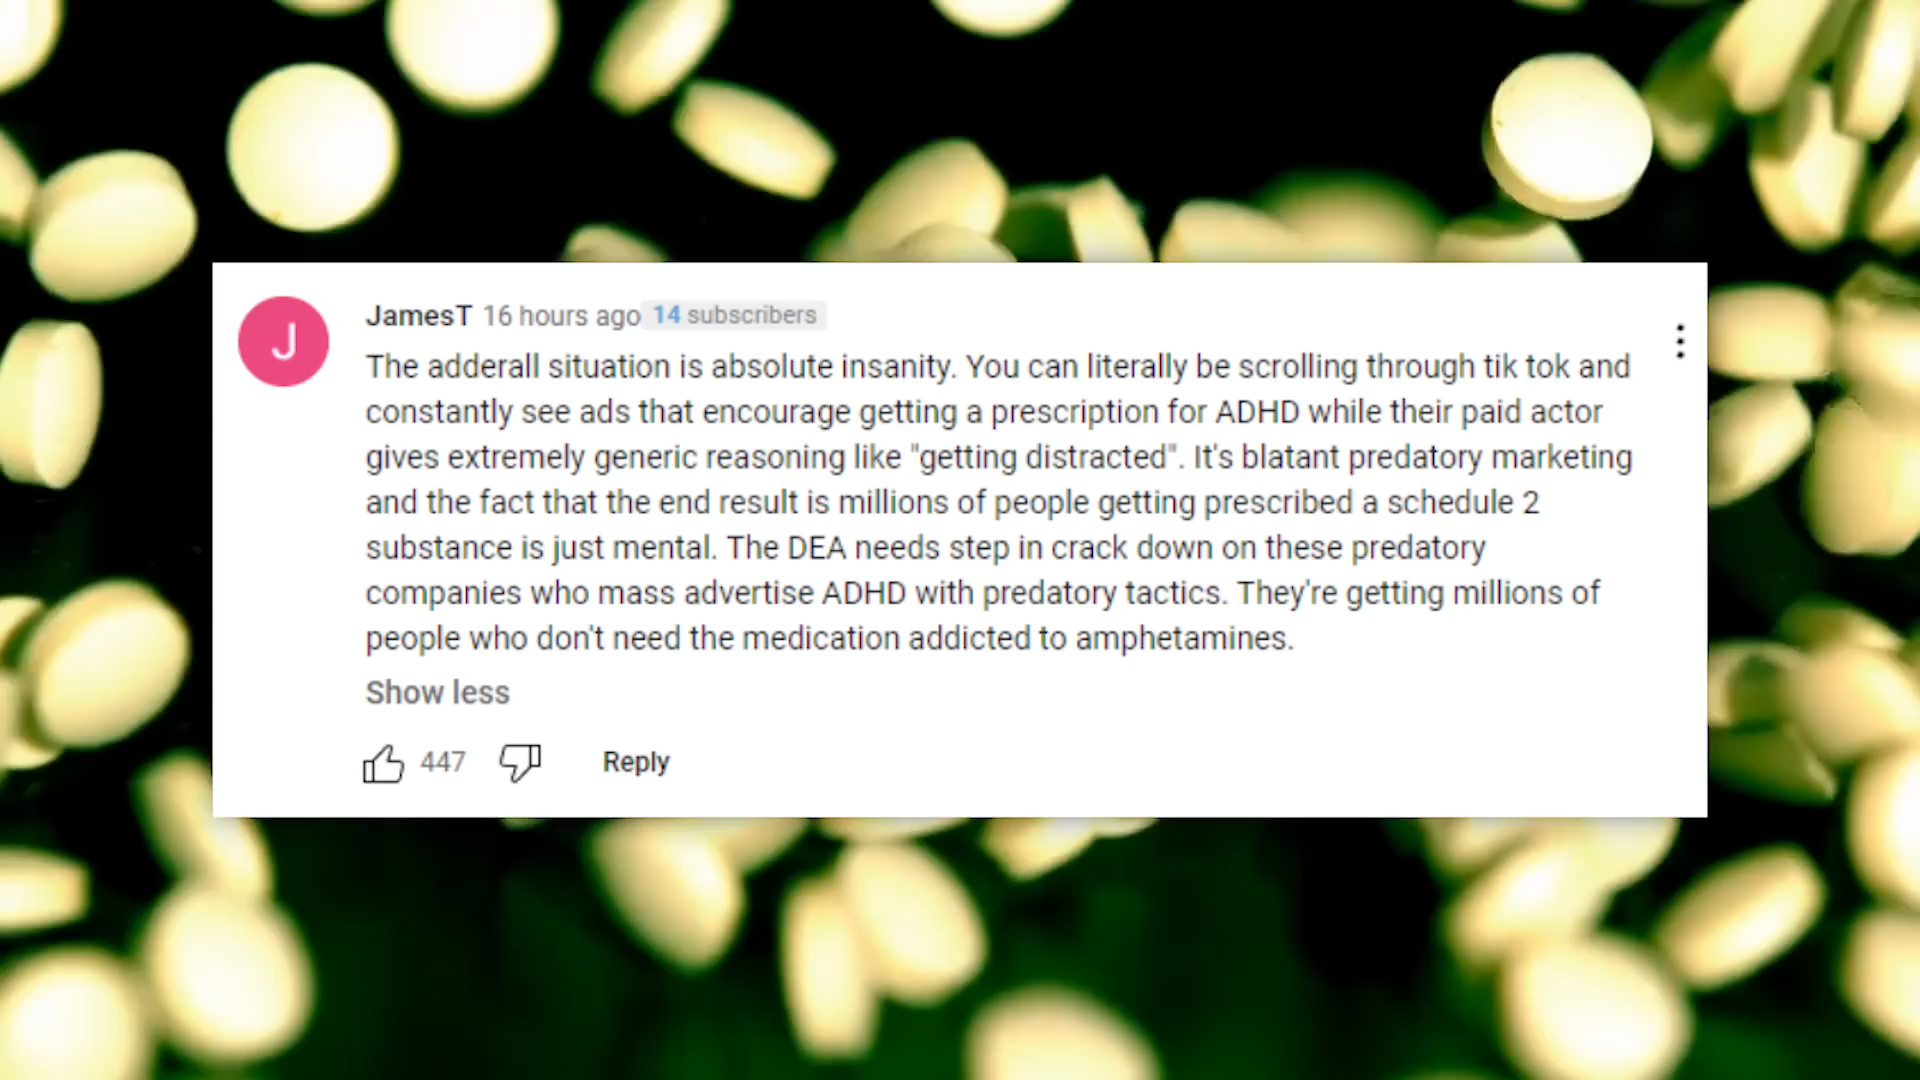 J
JamesT 16 hours ago 14 subscribers
The adderall situation is absolute insanity. You can literally be scrolling through tik tok and
constantly see ads that encourage getting a prescription for ADHD while their paid actor
gives extremely generic reasoning like "getting distracted". It's blatant predatory marketing
and the fact that the end result is millions of people getting prescribed a schedule 2
substance is just mental. The DEA needs step in crack down on these predatory
companies who mass advertise ADHD with predatory tactics. They're getting millions of
people who don't need the medication addicted to amphetamines.
Show less
447 Reply